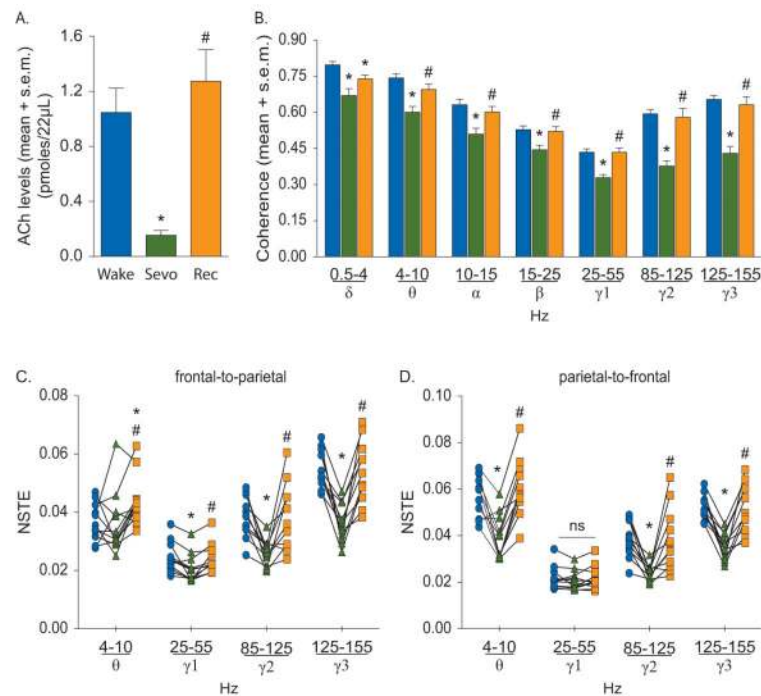 A.
ACh levels (mean + s.e.m.)
(pmoles/22µL)
1.6
1.2
0.8
0.4
0.0
*
#
Wake Sevo Rec
B.
Coherence (mean + s.e.m.)
0.90
0.75
0.60
0.45
0.30
0.15
0.00
* * * # * # * # * # * # * #
0.5-4 4-10 10-15 15-25 25-55 85-125 125-155
δ θ α β γ1 γ2 γ3
Hz
C.
frontal-to-parietal
NSTE
0.08
0.06
0.04
0.02
0.00
*
# * # * # * #
4-10 25-55 85-125 125-155
θ γ1 γ2 γ3
Hz
D.
parietal-to-frontal
NSTE
0.10
0.08
0.06
0.04
0.02
0.00
* # ns * # * #
4-10 25-55 85-125 125-155
θ γ1 γ2 γ3
Hz